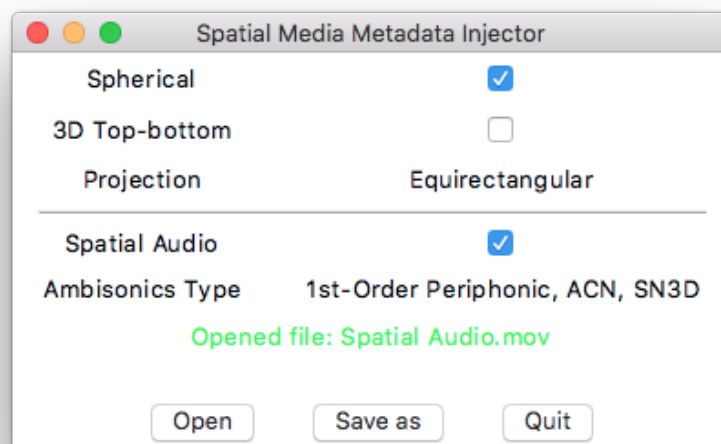 Spatial Media Metadata Injector
Spherical
3D Top-bottom
Projection Equirectangular
Spatial Audio
Ambisonics Type 1st-Order Periphonic, ACN, SN3D
Opened file: Spatial Audio.mov
Open Save as Quit